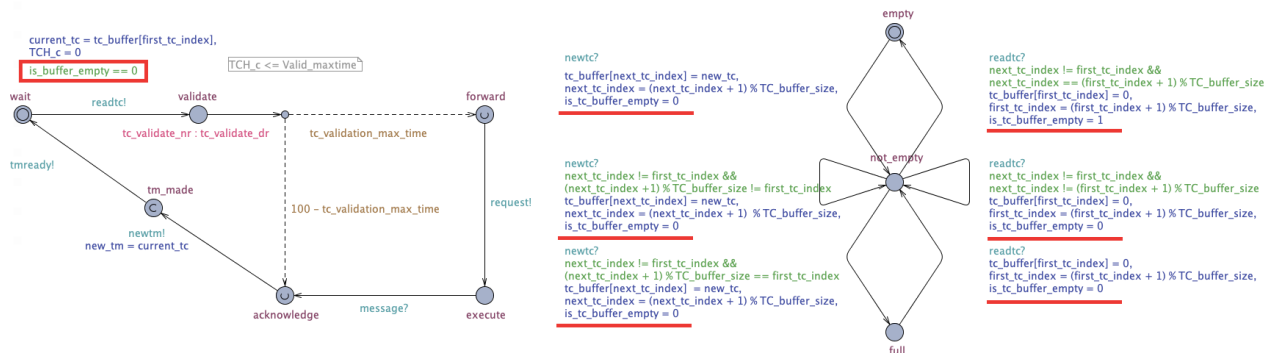 current_tc = tc_buffer[first_tc_index],
TCH_c = 0
is_buffer_empty == 0
TCH_c <= Valid_maxtime
wait
readtc!
validate
forward
tc_validate_nr : tc_validate_dr
tc_validation_max_time
tmready!
tm_made
100 - tc_validation_max_time
request!
newtm!
new_tm = current_tc
acknowledge
message?
execute
newtc?
tc_buffer[next_tc_index] = new_tc,
next_tc_index = (next_tc_index + 1) % TC_buffer_size,
is_tc_buffer_empty = 0
newtc?
next_tc_index != first_tc_index &&
(next_tc_index +1) % TC_buffer_size != first_tc_index
tc_buffer[next_tc_index] = new_tc,
next_tc_index = (next_tc_index + 1) % TC_buffer_size,
is_tc_buffer_empty = 0
newtc?
next_tc_index != first_tc_index &&
(next_tc_index + 1) % TC_buffer_size == first_tc_index
tc_buffer[next_tc_index] = new_tc,
next_tc_index = (next_tc_index + 1) % TC_buffer_size,
is_tc_buffer_empty = 0
empty
not_empty
full
readtc?
next_tc_index != first_tc_index &&
next_tc_index == (first_tc_index + 1) % TC_buffer_size
tc_buffer[first_tc_index] = 0,
first_tc_index = (first_tc_index + 1) % TC_buffer_size,
is_tc_buffer_empty = 1
readtc?
next_tc_index != first_tc_index &&
next_tc_index != (first_tc_index + 1) % TC_buffer_size
tc_buffer[first_tc_index] = 0,
first_tc_index = (first_tc_index + 1) % TC_buffer_size,
is_tc_buffer_empty = 0
readtc?
tc_buffer[first_tc_index] = 0,
first_tc_index = (first_tc_index + 1) % TC_buffer_size,
is_tc_buffer_empty = 0